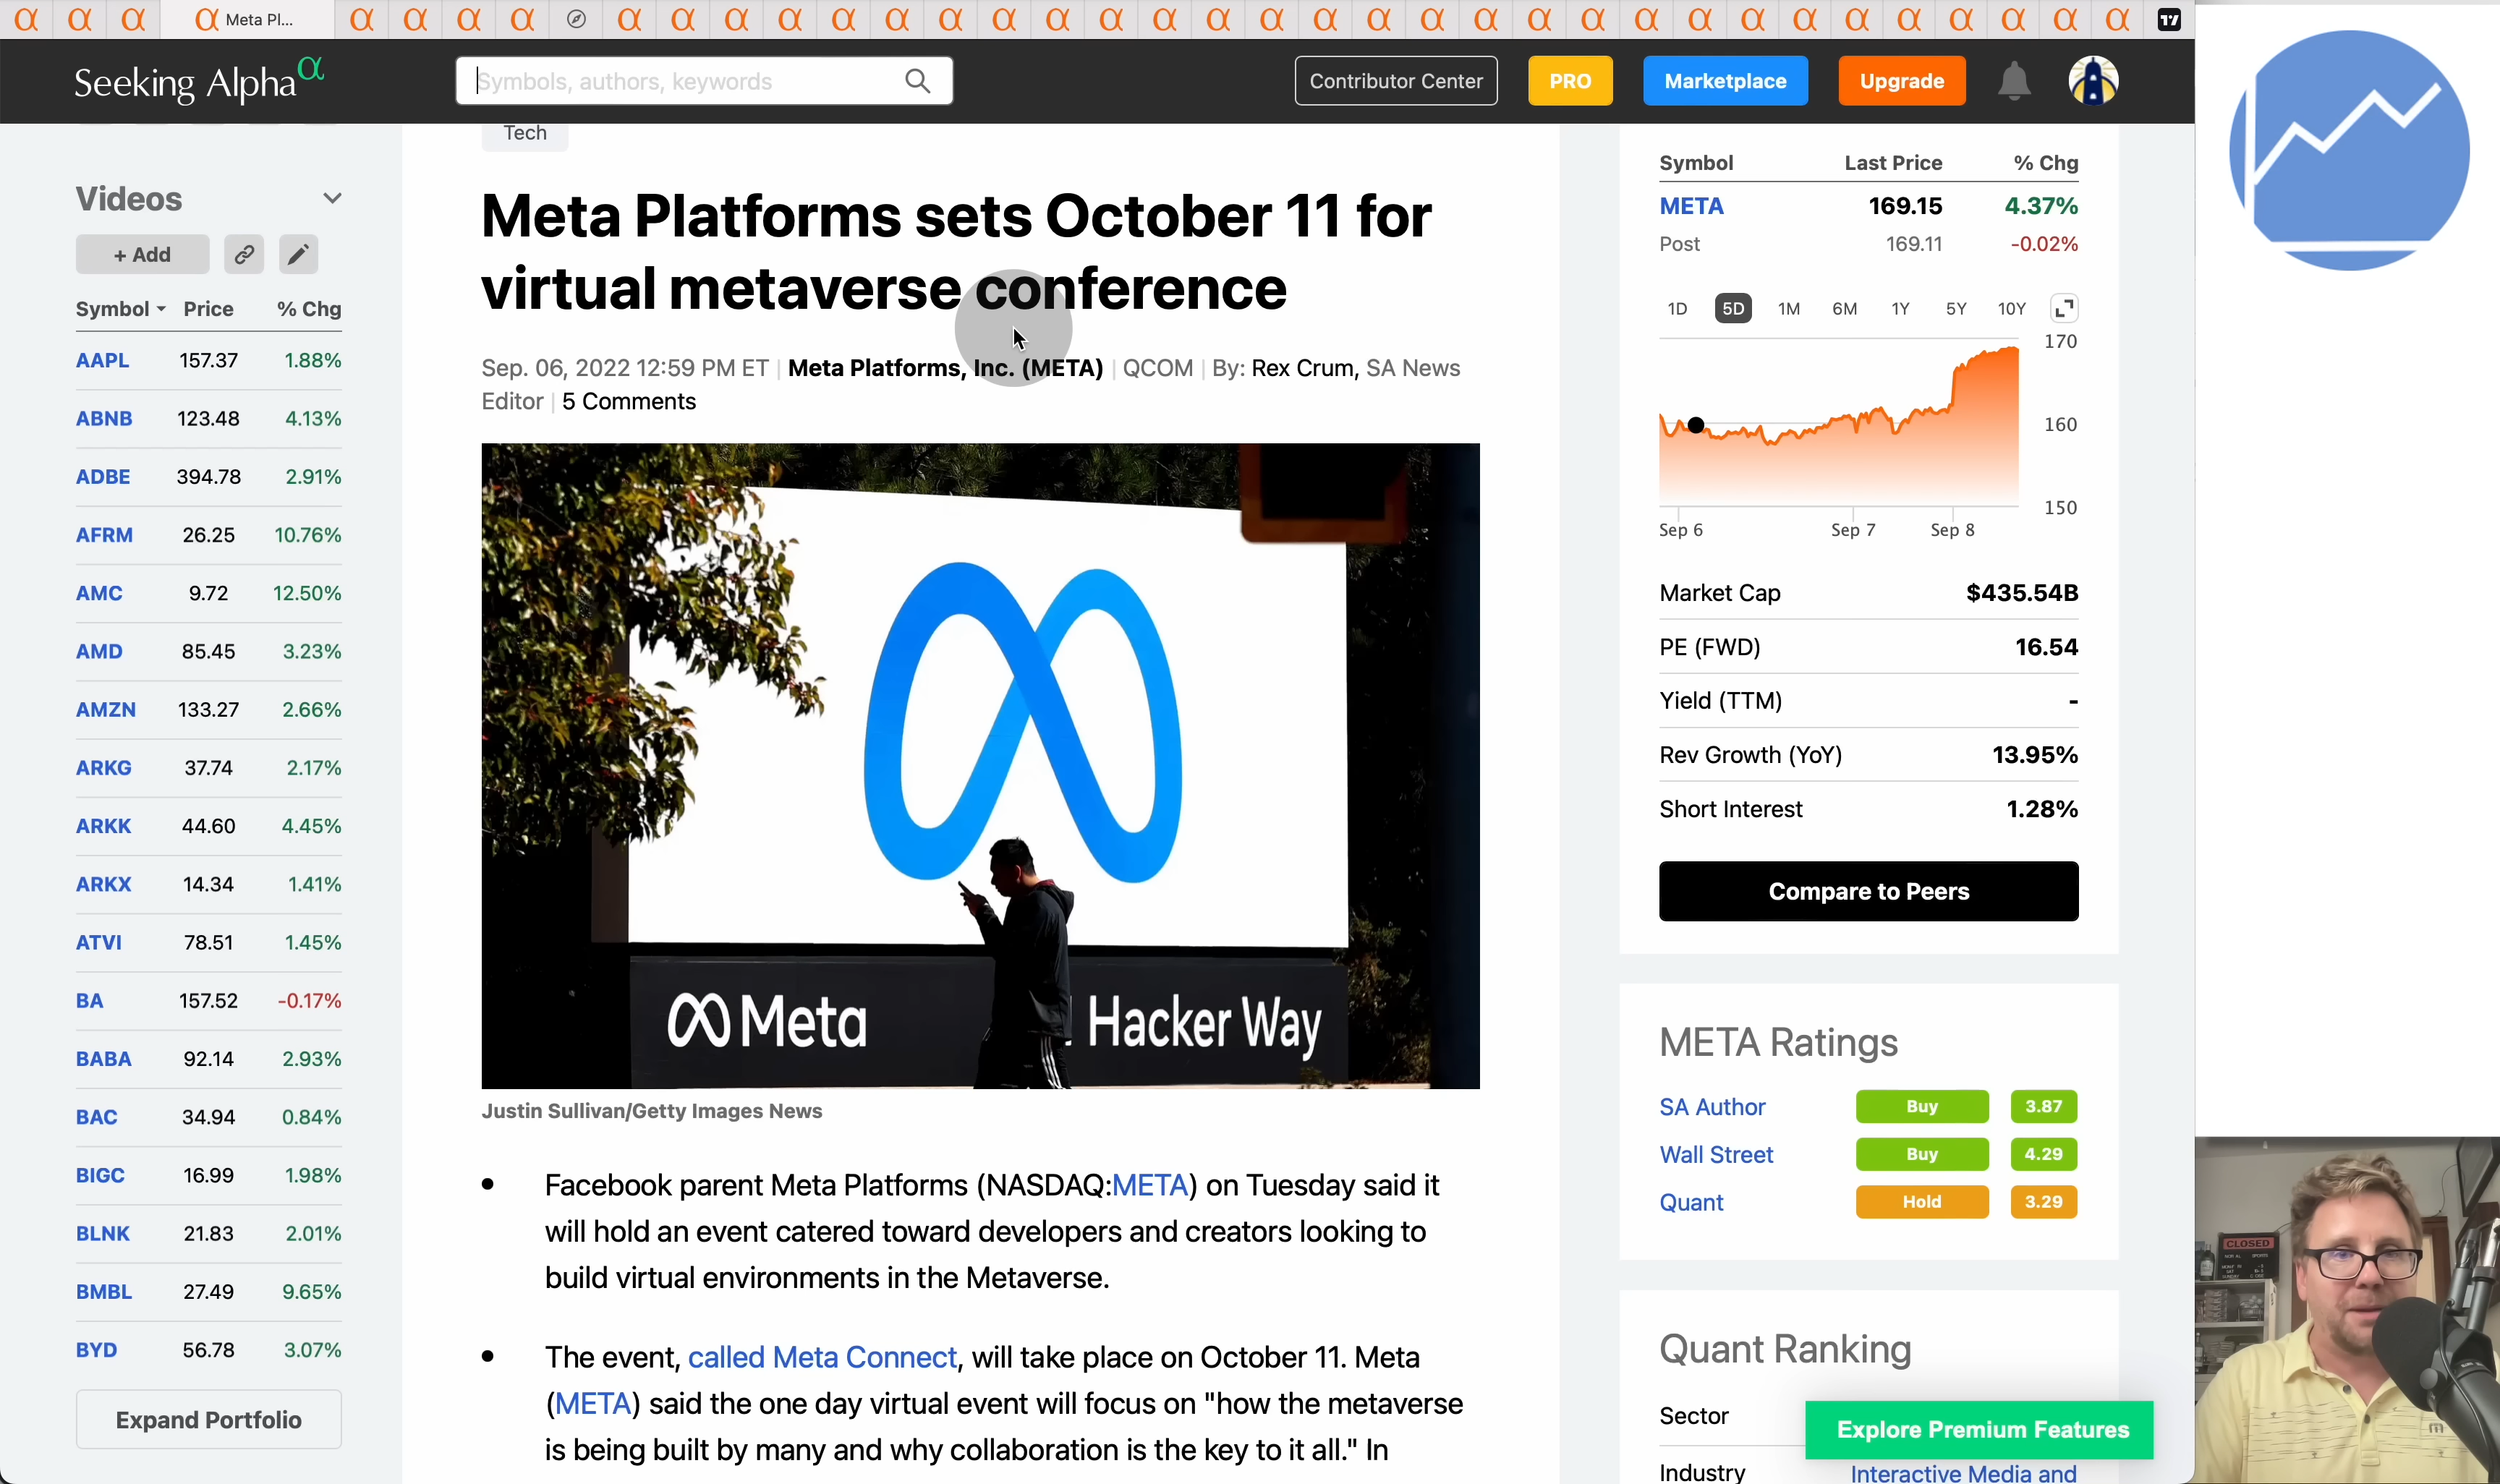 Meta Pl...
Seeking Alpha α
Symbols, authors, keywords
Contributor Center
PRO
Marketplace
Upgrade
Videos
+ Add
Symbol Price % Chg
AAPL 157.37 1.88%
ABNB 123.48 4.13%
ADBE 394.78 2.91%
AFRM 26.25 10.76%
AMC 9.72 12.50%
AMD 85.45 3.23%
AMZN 133.27 2.66%
ARKG 37.74 2.17%
ARKK 44.60 4.45%
ARKX 14.34 1.41%
ATVI 78.51 1.45%
BA 157.52 -0.17%
BABA 92.14 2.93%
BAC 34.94 0.84%
BIGC 16.99 1.98%
BLNK 21.83 2.01%
BMBL 27.49 9.65%
BYD 56.78 3.07%
Expand Portfolio
Tech
Meta Platforms sets October 11 for
virtual metaverse conference
Sep. 06, 2022 12:59 PM ET | Meta Platforms, Inc. (META) | QCOM | By: Rex Crum, SA News
Editor | 5 Comments
Meta
Hacker Way
Justin Sullivan/Getty Images News
• Facebook parent Meta Platforms (NASDAQ:META) on Tuesday said it
will hold an event catered toward developers and creators looking to
build virtual environments in the Metaverse.
• The event, called Meta Connect, will take place on October 11. Meta
(META) said the one day virtual event will focus on "how the metaverse
is being built by many and why collaboration is the key to it all." In
Symbol Last Price % Chg
META 169.15 4.37%
Post 169.11 -0.02%
1D 5D 1M 6M 1Y 5Y 10Y
170
160
150
Sep 6 Sep 7 Sep 8
Market Cap $435.54B
PE (FWD) 16.54
Yield (TTM) -
Rev Growth (YoY) 13.95%
Short Interest 1.28%
Compare to Peers
META Ratings
SA Author Buy 3.87
Wall Street Buy 4.29
Quant Hold 3.29
Quant Ranking
Sector
Explore Premium Features
Industry Interactive Media and
CLOSED